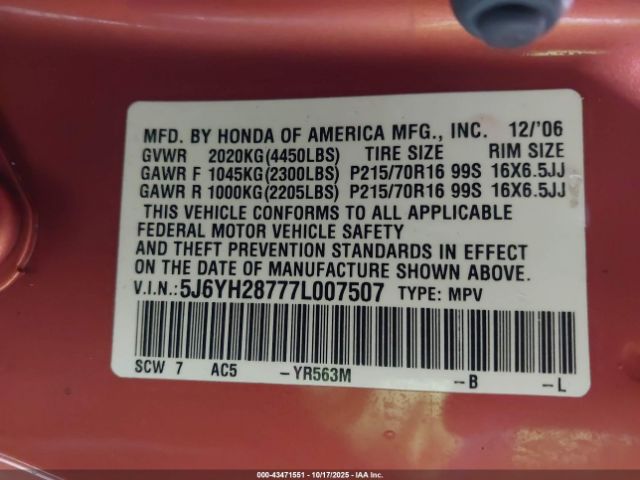 MFD. BY HONDA OF AMERICA MFG., INC. 12/'06
GVWR 2020KG(4450LBS) TIRE SIZE RIM SIZE
GAWR F 1045KG(2300LBS) P215/70R16 99S 16X6.5JJ
GAWR R 1000KG(2205LBS) P215/70R16 99S 16X6.5JJ
THIS VEHICLE CONFORMS TO ALL APPLICABLE
FEDERAL MOTOR VEHICLE SAFETY
AND THEFT PREVENTION STANDARDS IN EFFECT
ON THE DATE OF MANUFACTURE SHOWN ABOVE.
V.I.N.:5J6YH28777L007507 TYPE: MPV
SCW 7 AC5 -YR563M -B -L
000-43471551 - 10/17/2025 - IAA Inc.